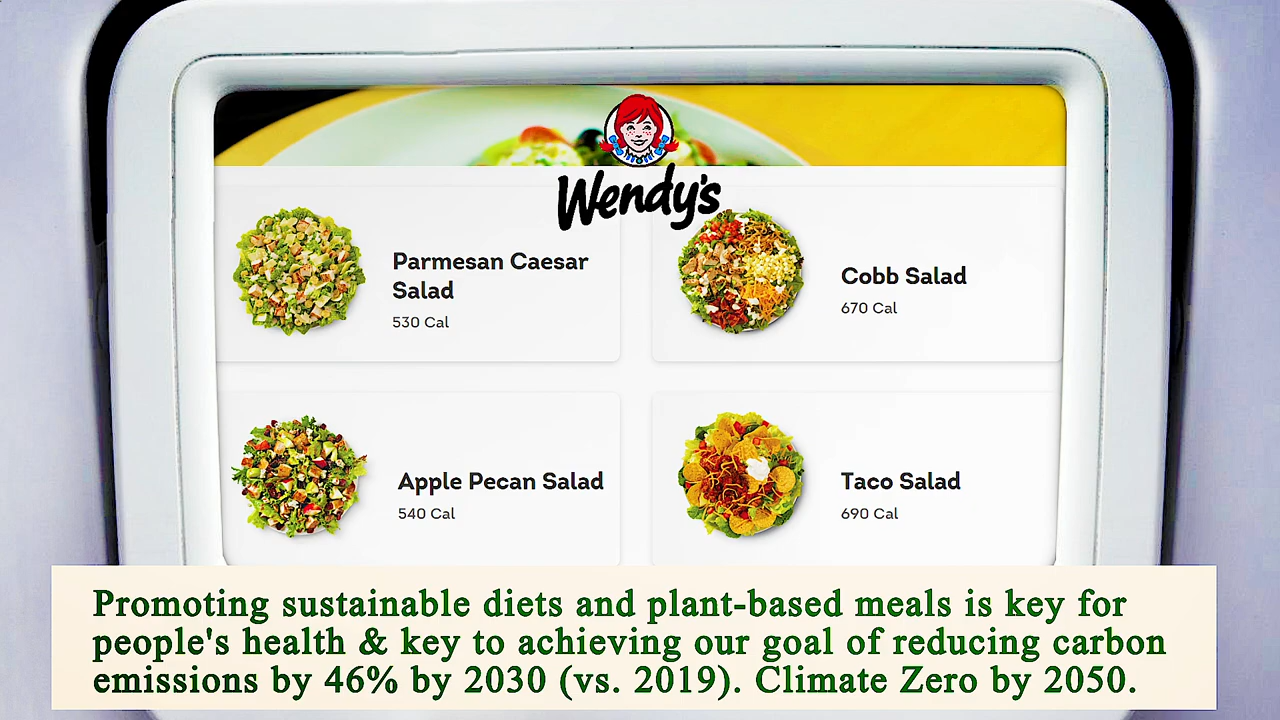 Wendy's
Parmesan Caesar
Salad
530 Cal
Cobb Salad
670 Cal
Apple Pecan Salad
540 Cal
Taco Salad
690 Cal
Promoting sustainable diets and plant-based meals is key for
people's health & key to achieving our goal of reducing carbon
emissions by 46% by 2030 (vs. 2019). Climate Zero by 2050.